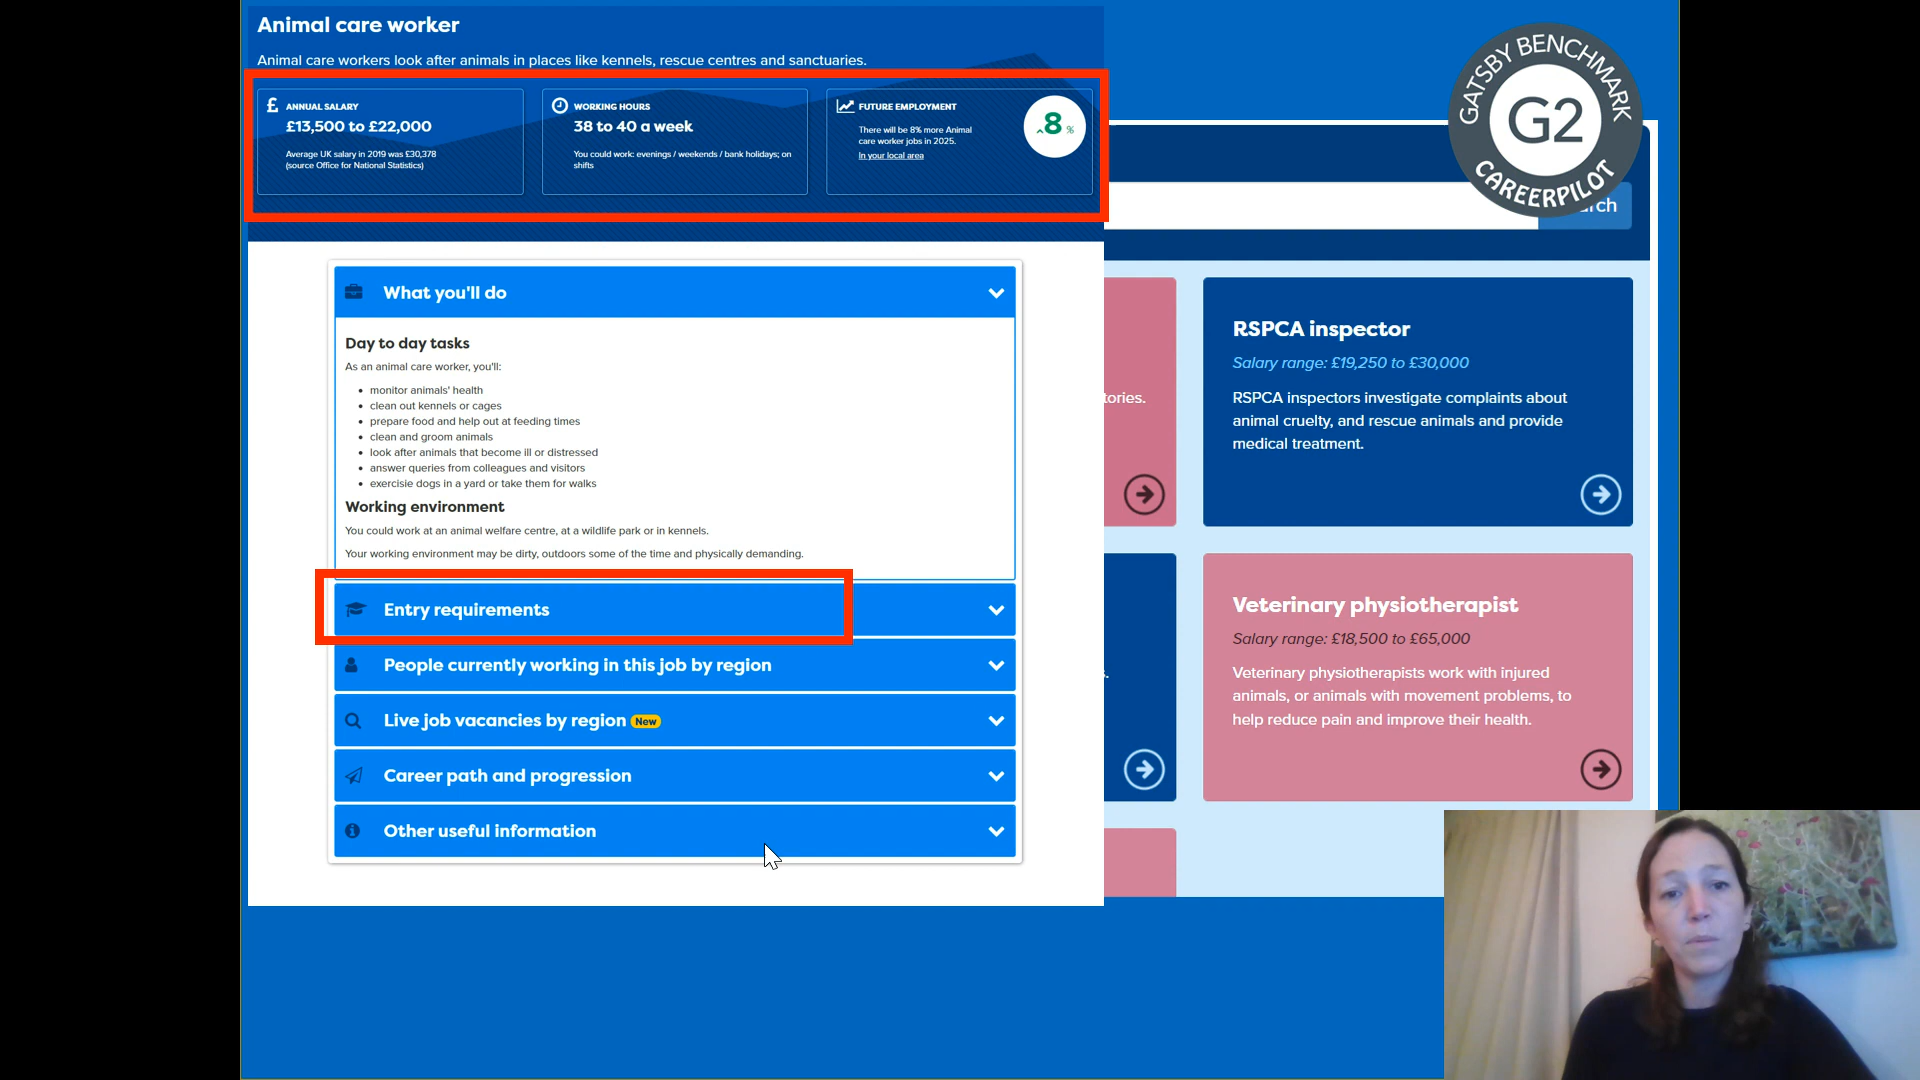 Animal care worker
Animal care workers look after animals in places like kennels, rescue centres and sanctuaries.
£ ANNUAL SALARY
£13,500 to £22,000
Average UK salary in 2019 was £30,378
(source Office for National Statistics)
WORKING HOURS
38 to 40 a week
You could work: evenings / weekends / bank holidays; on
shifts
FUTURE EMPLOYMENT
There will be 8% more Animal
care worker jobs in 2025.
In your local area
8 %
GATSBY BENCHMARK
G2
CAREERPILOT
What you'll do
Day to day tasks
As an animal care worker, you'll:
• monitor animals' health
• clean out kennels or cages
• prepare food and help out at feeding times
• clean and groom animals
• look after animals that become ill or distressed
• answer queries from colleagues and visitors
• exercisie dogs in a yard or take them for walks
Working environment
You could work at an animal welfare centre, at a wildlife park or in kennels.
Your working environment may be dirty, outdoors some of the time and physically demanding.
Entry requirements
People currently working in this job by region
Live job vacancies by region New
Career path and progression
Other useful information
RSPCA inspector
Salary range: £19,250 to £30,000
RSPCA inspectors investigate complaints about
animal cruelty, and rescue animals and provide
medical treatment.
Veterinary physiotherapist
Salary range: £18,500 to £65,000
Veterinary physiotherapists work with injured
animals, or animals with movement problems, to
help reduce pain and improve their health.